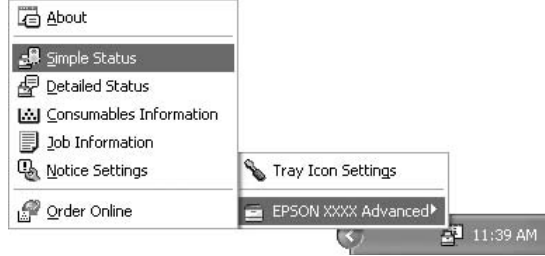 About
Simple Status
Detailed Status
Consumables Information
Job Information
Notice Settings
Order Online
Tray Icon Settings
EPSON XXXX Advanced
11:39 AM